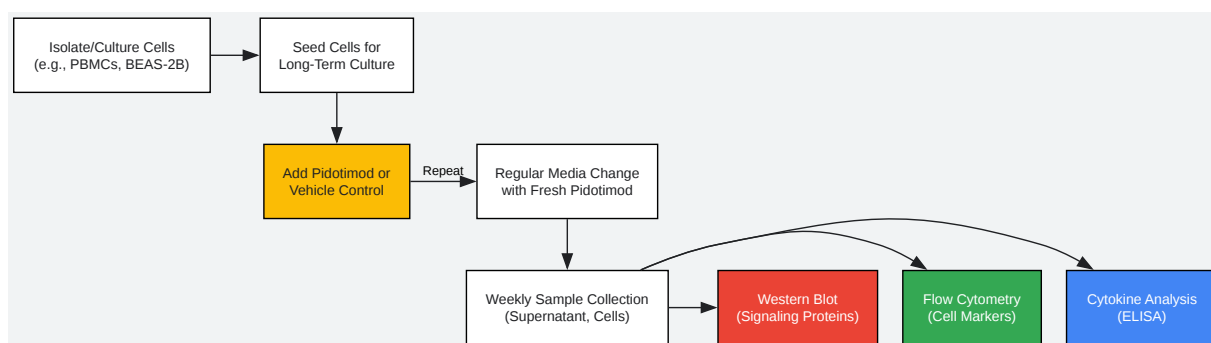 Isolate/Culture Cells
(e.g., PBMCs, BEAS-2B)
Seed Cells for
Long-Term Culture
Add Pidotimod or
Vehicle Control
Repeat
Regular Media Change
with Fresh Pidotimod
Weekly Sample Collection
(Supernatant, Cells)
Western Blot
(Signaling Proteins)
Flow Cytometry
(Cell Markers)
Cytokine Analysis
(ELISA)